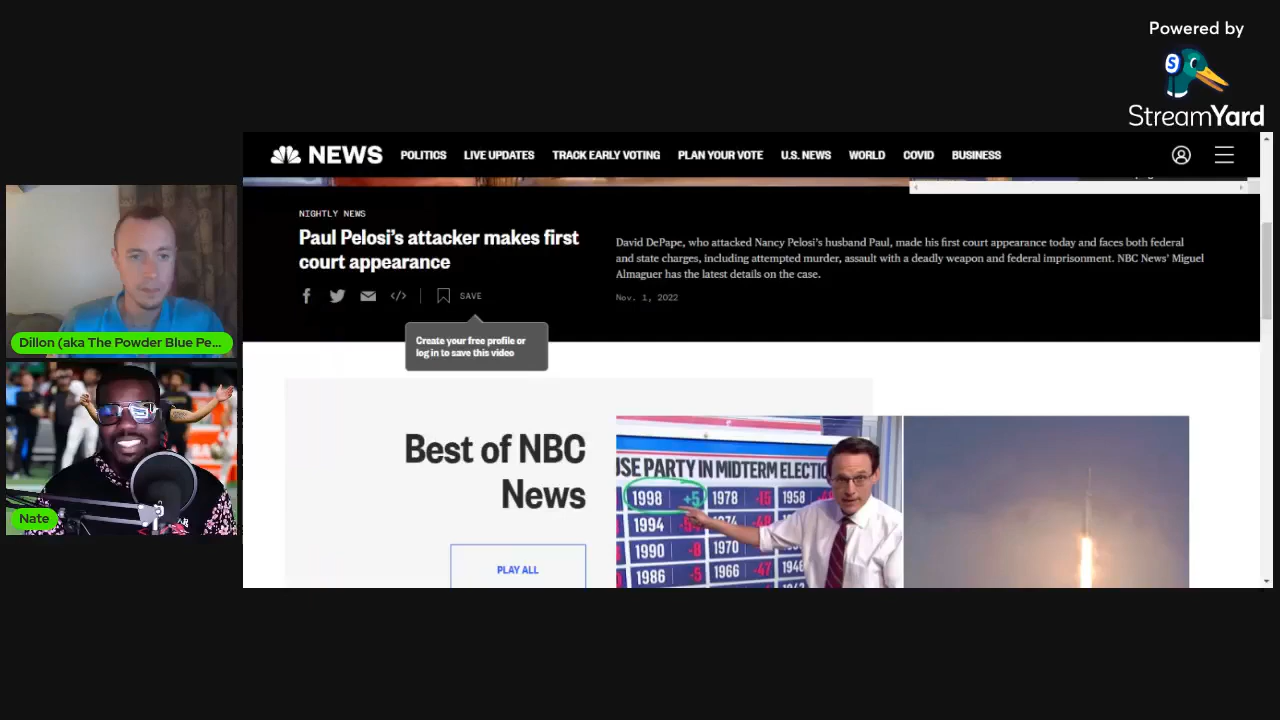 Powered by
StreamYard
NEWS POLITICS LIVE UPDATES TRACK EARLY VOTING PLAN YOUR VOTE U.S. NEWS WORLD COVID BUSINESS
NIGHTLY NEWS
Paul Pelosi's attacker makes first
court appearance
SAVE
Create your free profile or
log in to save this video
David DePape, who attacked Nancy Pelosi's husband Paul, made his first court appearance today and faces both federal
and state charges, including attempted murder, assault with a deadly weapon and federal imprisonment. NBC News' Miguel
Almaguer has the latest details on the case.
Nov. 1, 2022
Dillon (aka The Powder Blue Pe...
Nate
Best of NBC
News
PLAY ALL
USE PARTY IN MIDTERM ELECTIO
1998 +5 1978 -15 1958
1994
1990 -8 1970
1986 -5 1966 -47